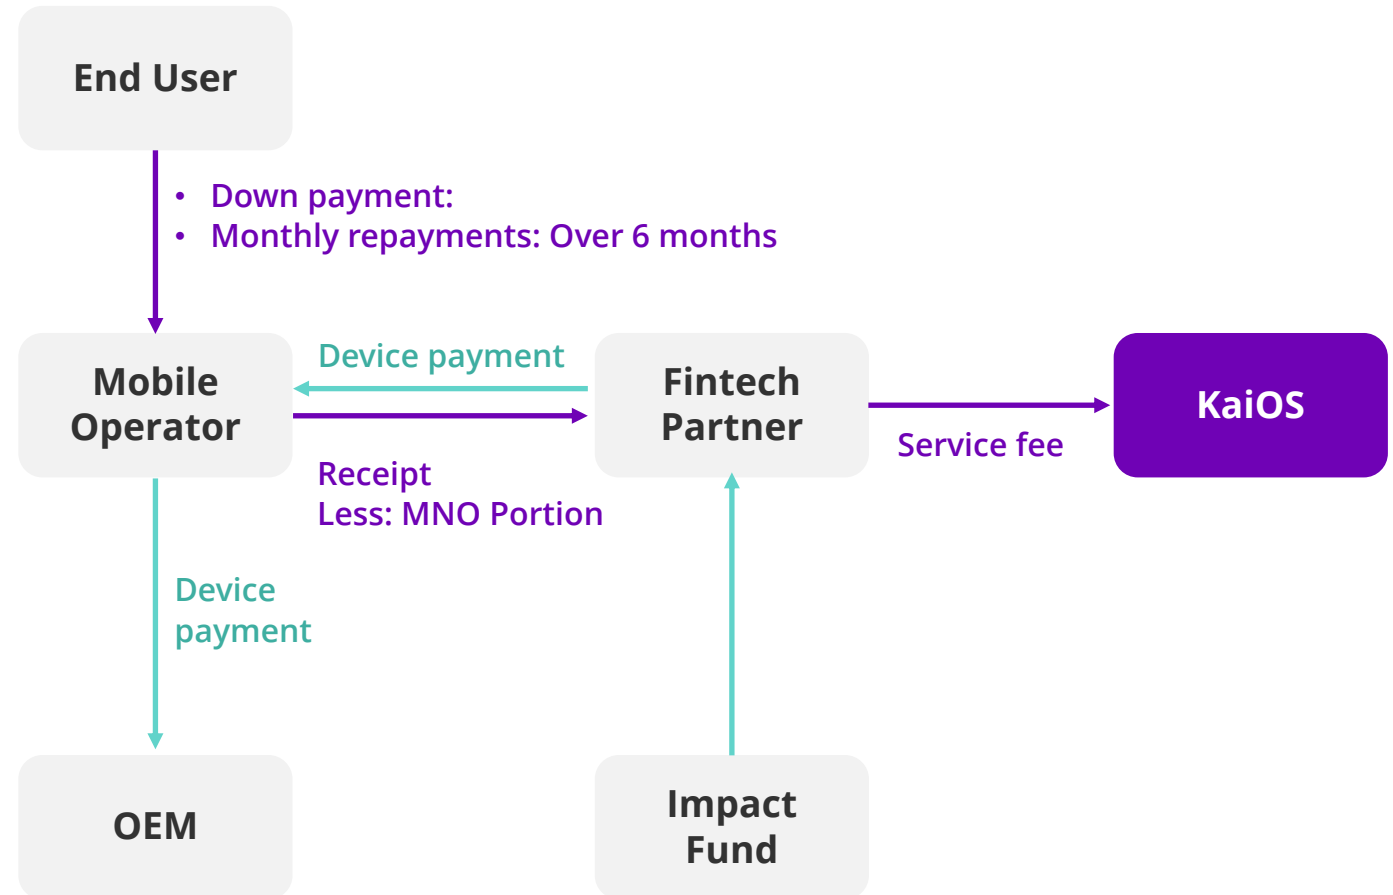 End User
• Down payment:
• Monthly repayments: Over 6 months
Mobile
Operator
Device payment
Receipt
Less: MNO Portion
Fintech
Partner
Service fee
KaiOS
Device
payment
OEM
Impact
Fund